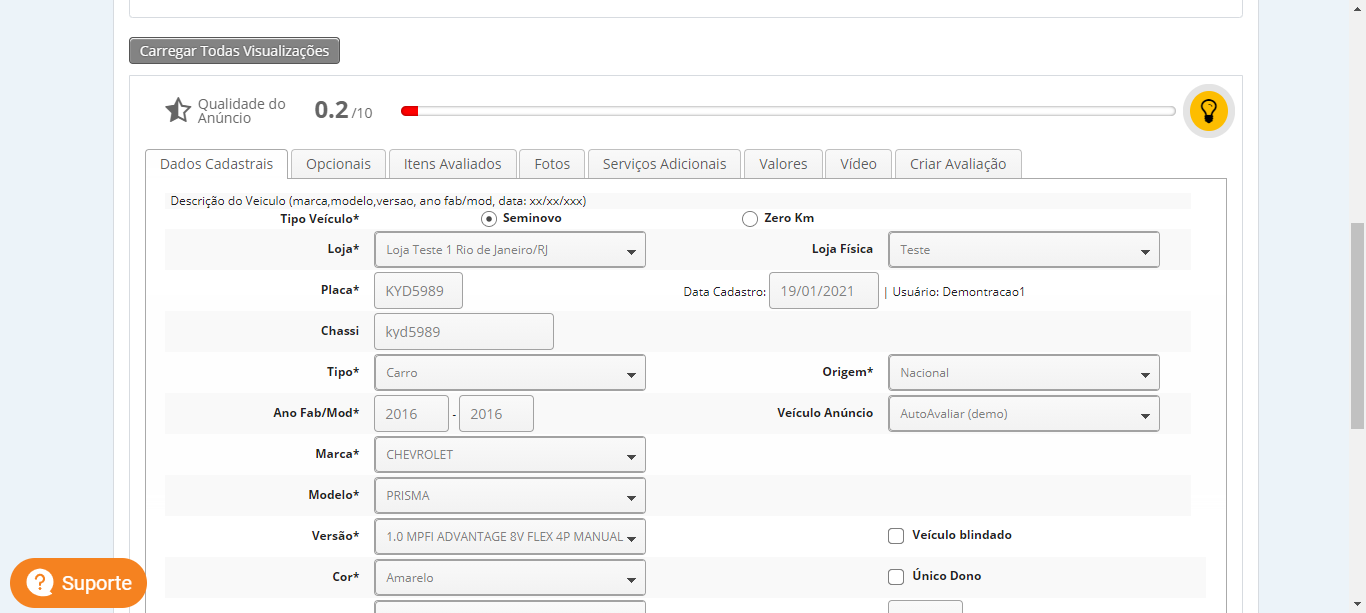 Carregar Todas Visualizações
Qualidade do
Anúncio
0.2 /10
Dados Cadastrais Opcionais Itens Avaliados Fotos Serviços Adicionais Valores Vídeo Criar Avaliação
Descrição do Veiculo (marca,modelo,versao, ano fab/mod, data: xx/xx/xxx)
Tipo Veículo* Seminovo Zero Km
Loja* Loja Teste 1 Rio de Janeiro/RJ Loja Física Teste
Placa* KYD5989 Data Cadastro: 19/01/2021 | Usuário: Demontracao1
Chassi kyd5989
Tipo* Carro Origem* Nacional
Ano Fab/Mod* 2016 - 2016 Veículo Anúncio AutoAvaliar (demo)
Marca* CHEVROLET
Modelo* PRISMA
Versão* 1.0 MPFI ADVANTAGE 8V FLEX 4P MANUAL Veículo blindado
Cor* Amarelo Único Dono
? Suporte